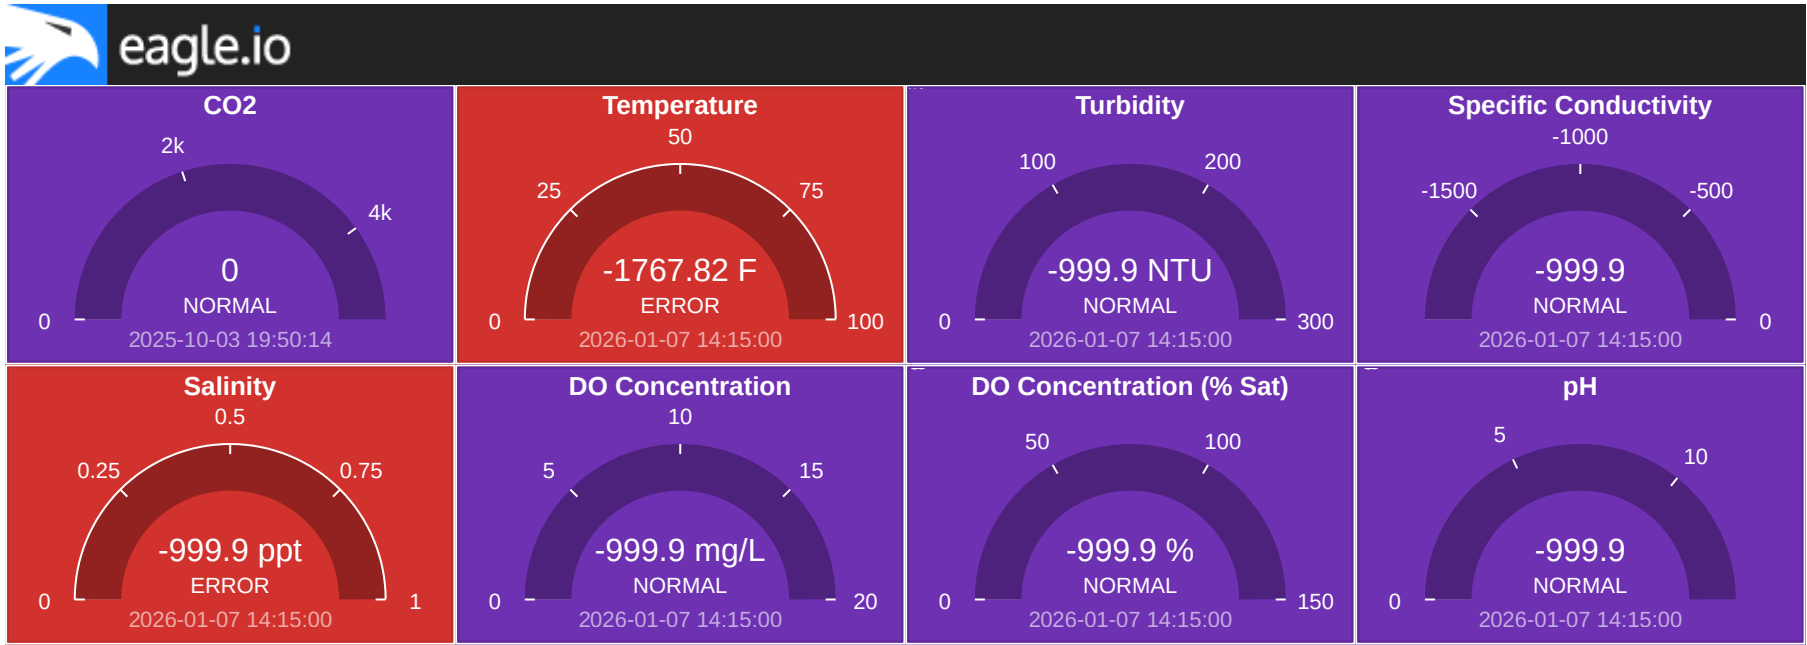 eagle.io
CO2
2k
4k
0
NORMAL
0
2025-10-03 19:50:14
Temperature
50
25
75
-1767.82 F
ERROR
0
100
2026-01-07 14:15:00
Turbidity
100
200
-999.9 NTU
NORMAL
0
300
2026-01-07 14:15:00
Specific Conductivity
-1000
-1500
-500
-999.9
NORMAL
0
2026-01-07 14:15:00
Salinity
0.5
0.25
0.75
-999.9 ppt
ERROR
0
1
2026-01-07 14:15:00
DO Concentration
10
5
15
-999.9 mg/L
NORMAL
0
20
2026-01-07 14:15:00
DO Concentration (% Sat)
50
100
-999.9 %
NORMAL
0
150
2026-01-07 14:15:00
pH
5
10
-999.9
NORMAL
0
2026-01-07 14:15:00